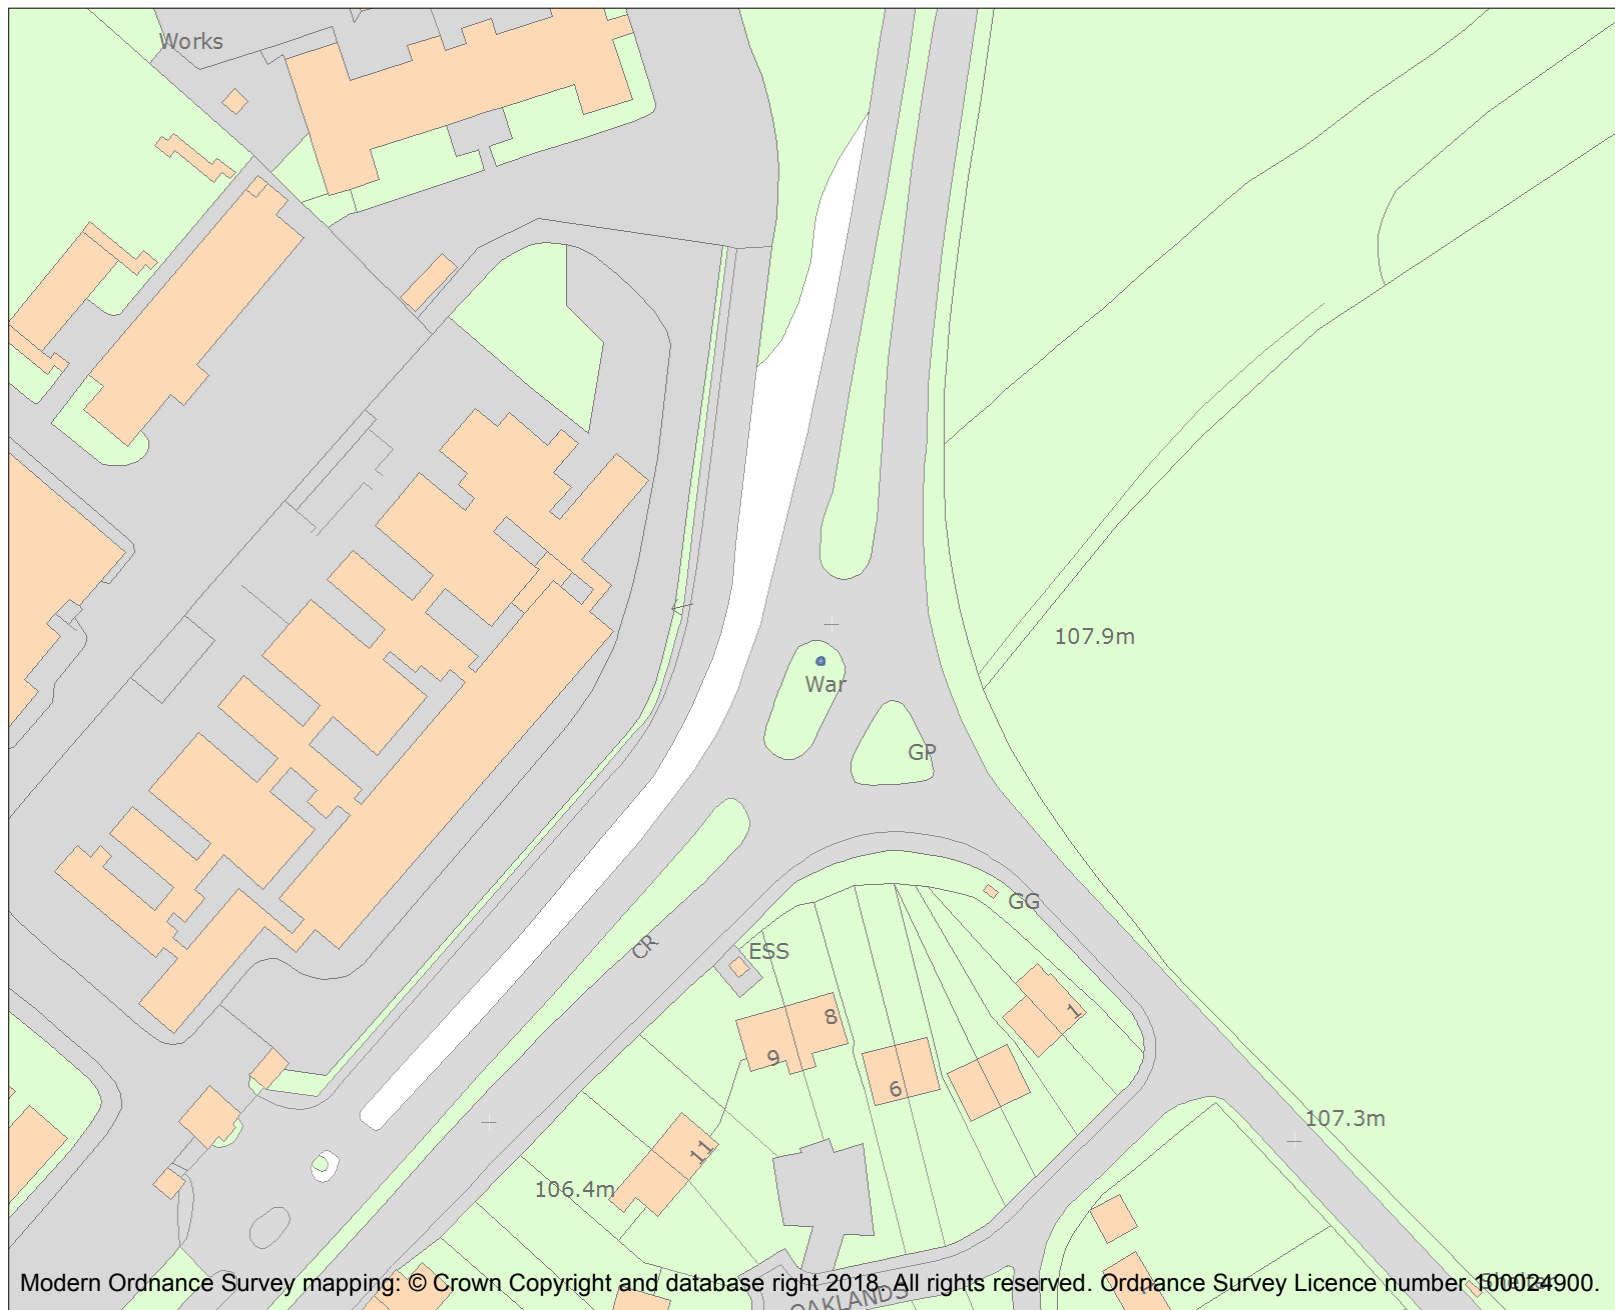 Works
107.9m
War
GP
GG
CR
ESS
8
1
9
6
107.3m
11
106.4m
Modern Ordnance Survey mapping: © Crown Copyright and database right 2018. All rights reserved. Ordnance Survey Licence number 100024900.
Shelter
OAKLANDS